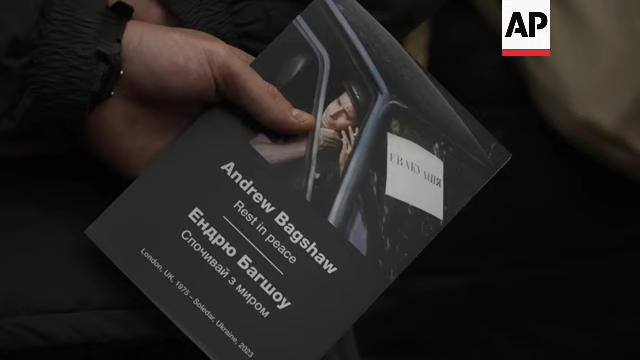 AP
ЕВАКУАЦІЯ
Andrew Bagshaw
Rest in peace
Ендрю Багшоу
Спочивай з миром
London, UK, 1975 – Soledar, Ukraine, 2023